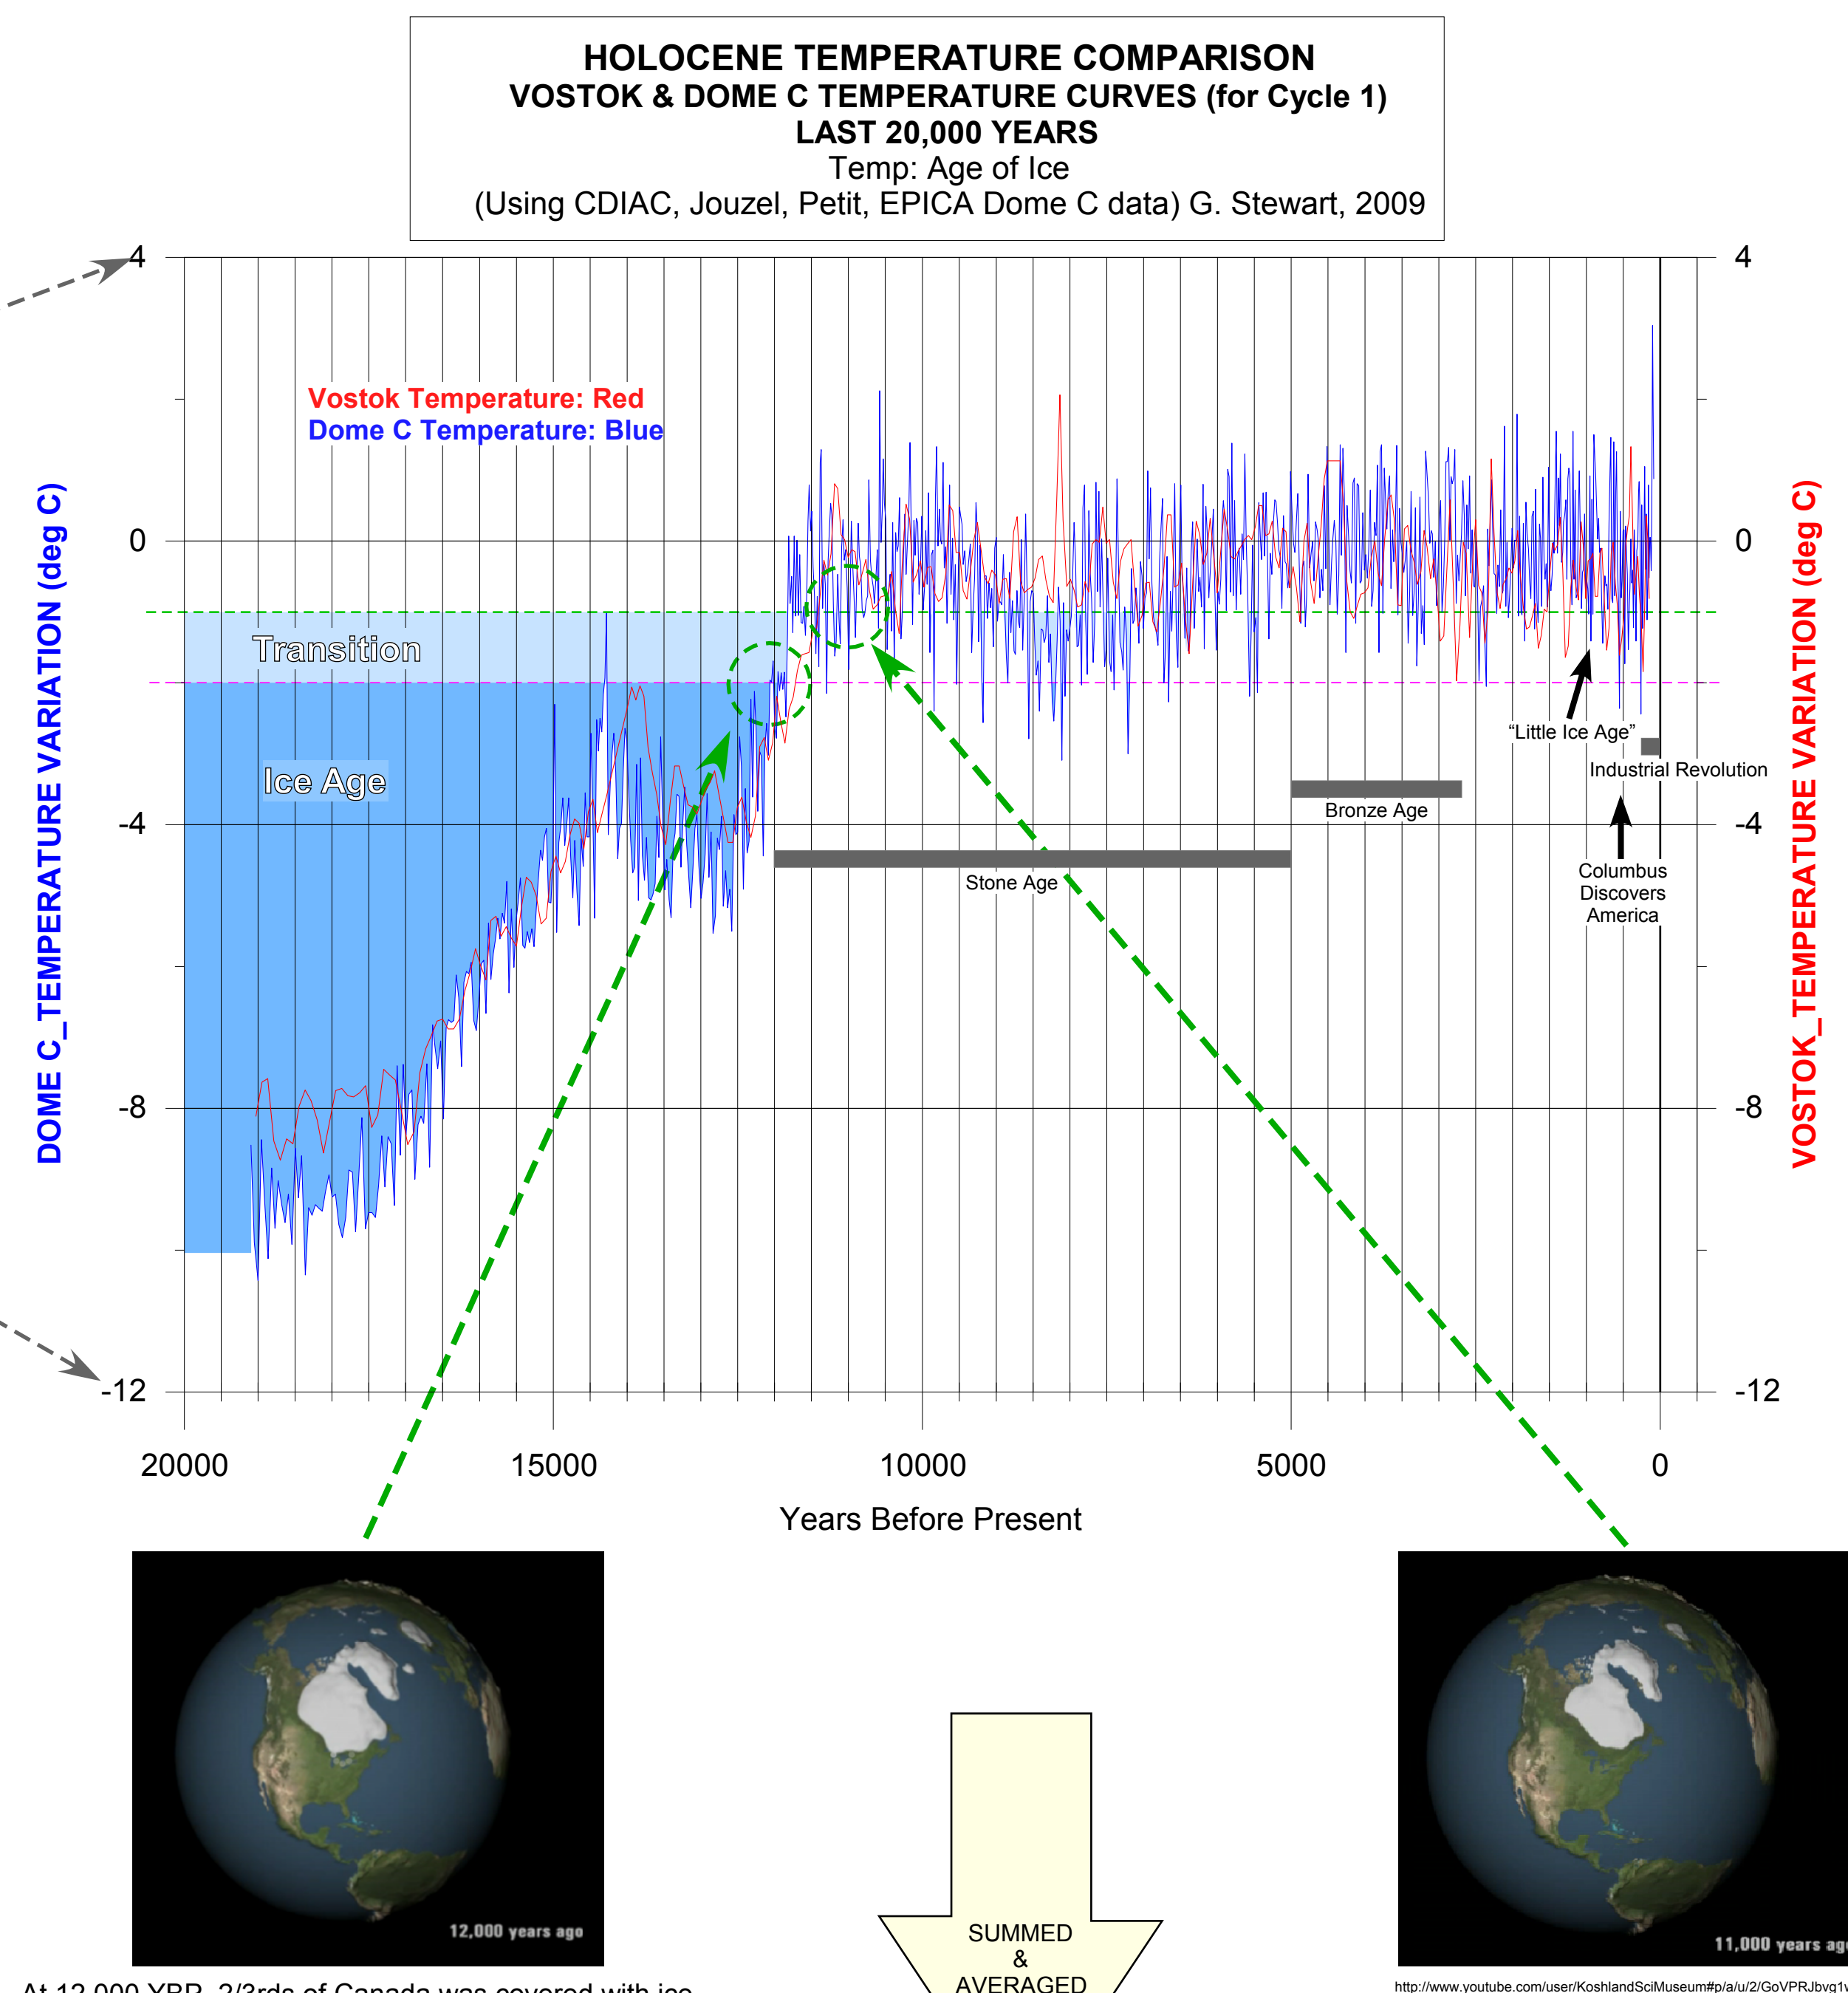 HOLOCENE TEMPERATURE COMPARISON
VOSTOK & DOME C TEMPERATURE CURVES (for Cycle 1)
LAST 20,000 YEARS
Temp: Age of Ice
(Using CDIAC, Jouzel, Petit, EPICA Dome C data) G. Stewart, 2009
4
4
Vostok Temperature: Red
Dome C Temperature: Blue
DOME C_TEMPERATURE VARIATION (deg C)
VOSTOK_TEMPERATURE VARIATION (deg C)
0
0
Transition
Ice Age
"Little Ice Age"
Industrial Revolution
Bronze Age
-4
-4
Stone Age
Columbus
Discovers
America
-8
-8
-12
-12
20000
15000
10000
5000
0
Years Before Present
12,000 years ago
11,000 years ago
SUMMED
&
AVERAGED
At 12,000 YBP, 2/3rds of Canada was covered with ice
http://www.youtube.com/user/KoshlandSciMuseum#p/a/u/2/GoVPRJbvg1v